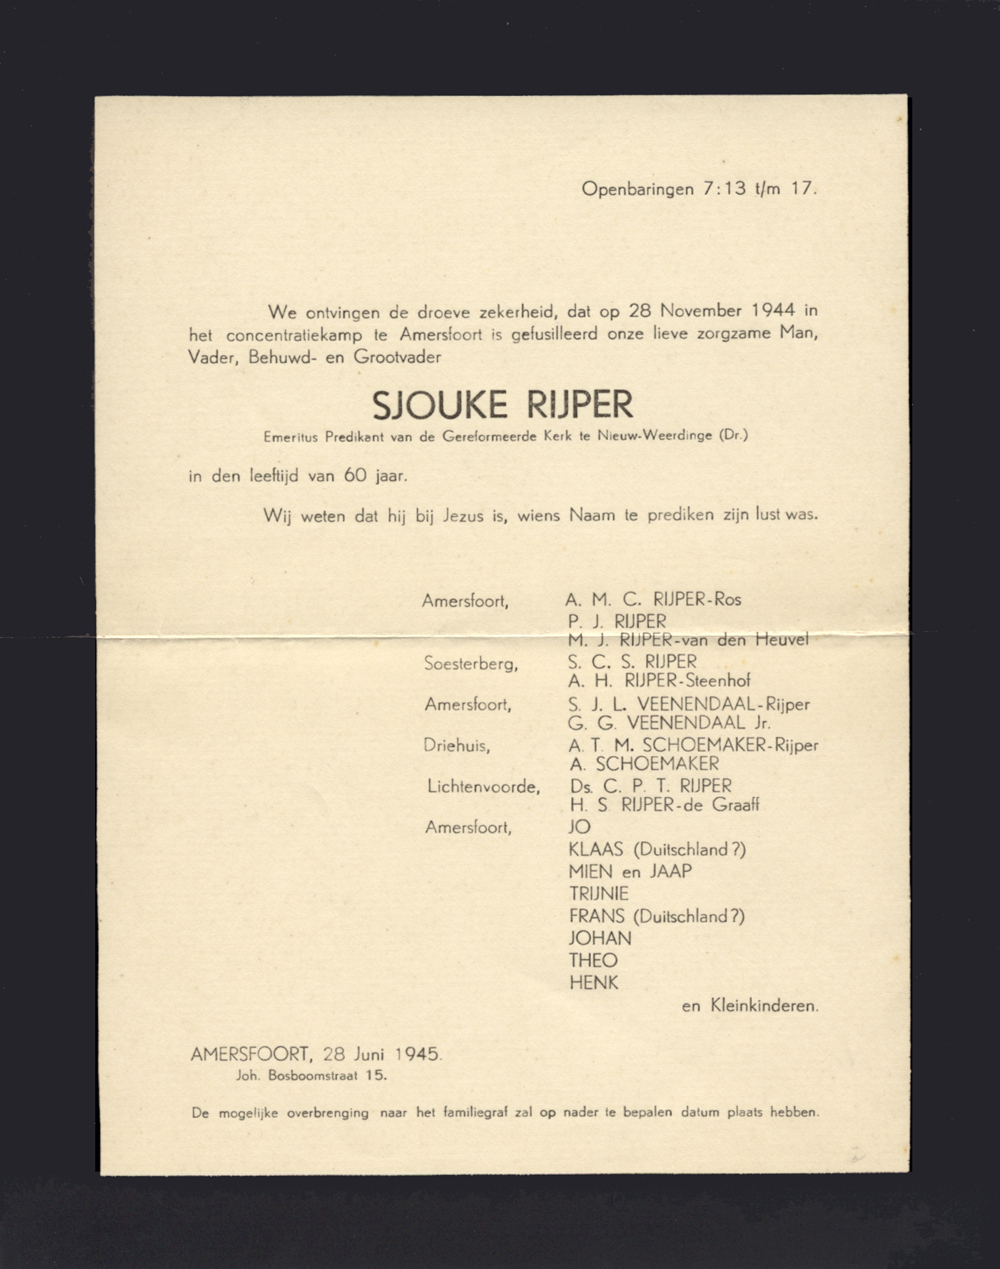 Openbaringen 7:13 t/m 17.
We ontvingen de droeve zekerheid, dat op 28 November 1944 in
het concentratiekamp te Amersfoort is gefusilleerd onze lieve zorgzame Man,
Vader, Behuwd- en Grootvader
SJOUKE RIJPER
Emeritus Predikant van de Gereformeerde Kerk te Nieuw-Weerdinge (Dr.)
in den leeftijd van 60 jaar.
Wij weten dat hij bij Jezus is, wiens Naam te prediken zijn lust was.
Amersfoort, A. M. C. RIJPER-Ros
P. J. RIJPER
M. J. RIJPER-van den Heuvel
Soesterberg, S. C. S. RIJPER
A. H. RIJPER-Steenhof
Amersfoort, S. J. L. VEENENDAAL-Rijper
G. G. VEENENDAAL Jr.
Driehuis, A. T. M. SCHOEMAKER-Rijper
A. SCHOEMAKER
Lichtenvoorde, Ds. C. P. T. RIJPER
H. S. RIJPER-de Graaff
Amersfoort, JO
KLAAS (Duitschland?)
MIEN en JAAP
TRIJNIE
FRANS (Duitschland?)
JOHAN
THEO
HENK
en Kleinkinderen.
AMERSFOORT, 28 Juni 1945.
Joh. Bosboomstraat 15.
De mogelijke overbrenging naar het familiegraf zal op nader te bepalen datum plaats hebben.